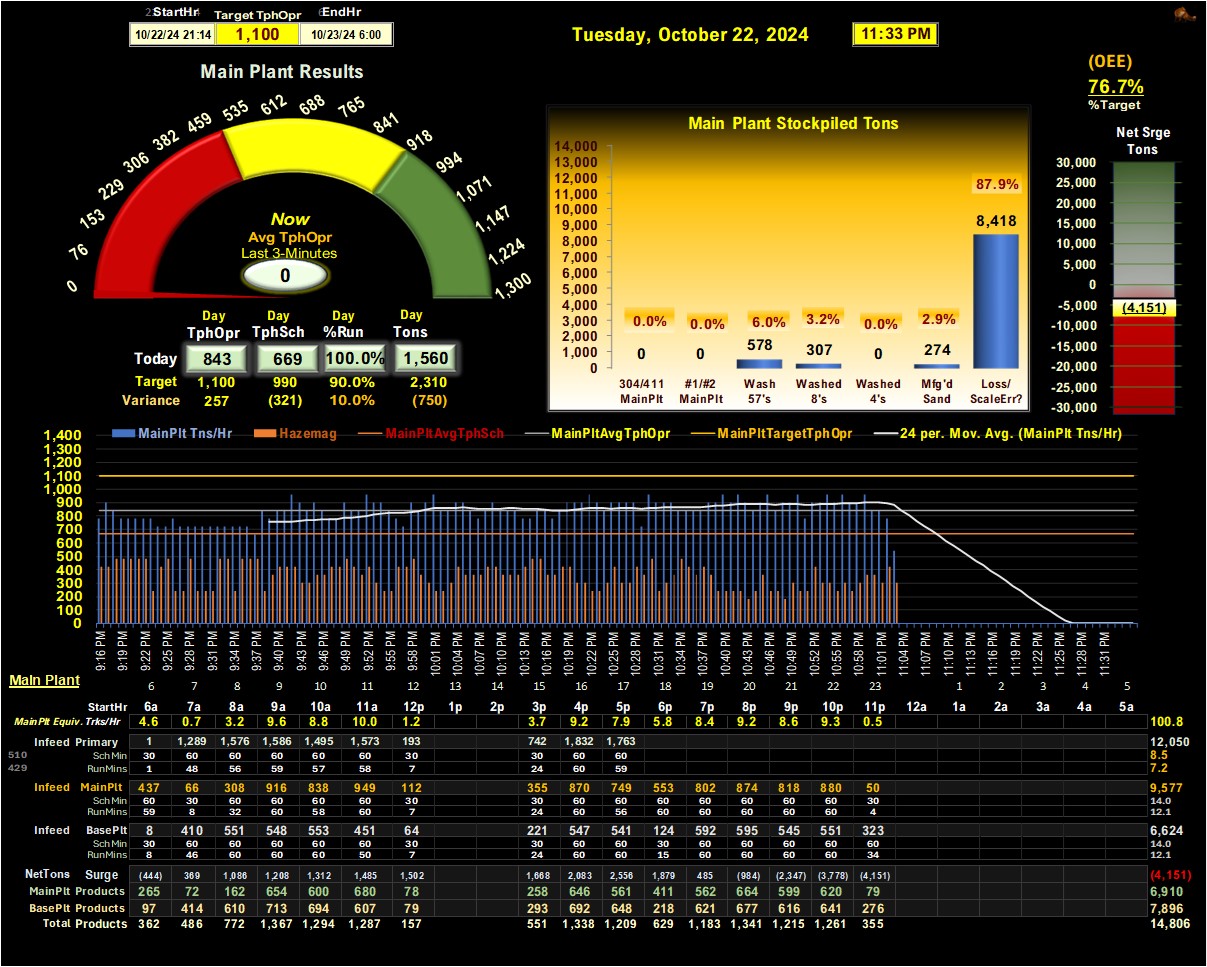 StartHr Target TphOpr EndHr
10/22/24 21:14 1,100 10/23/24 6:00
Tuesday, October 22, 2024 11:33 PM
(OEE)
76.7%
%Target
Main Plant Results
0 76 153 229 306 382 459 535 612 688 765 841 918 994 1,071 1,147 1,224 1,300
Now
Avg TphOpr
Last 3-Minutes
0
Day Day Day Day
TphOpr TphSch %Run Tons
Today 843 669 100.0% 1,560
Target 1,100 990 90.0% 2,310
Variance 257 (321) 10.0% (750)
Main Plant Stockpiled Tons
14,000
13,000
12,000
11,000
10,000
9,000
8,000
7,000
6,000
5,000
4,000
3,000
2,000
1,000
0
0.0% 0.0% 6.0% 3.2% 0.0% 2.9% 87.9%
0 0 578 307 0 274 8,418
304/411 #1/#2 Wash Washed Washed Mfg'd Loss/
MainPlt MainPlt 57's 8's 4's Sand ScaleErr?
Net Srge
Tons
30,000
25,000
20,000
15,000
10,000
5,000
0
-5,000
-10,000
-15,000
-20,000
-25,000
-30,000
(4,151)
MainPlt Tns/Hr Hazemag MainPltAvgTphSch MainPltAvgTphOpr MainPltTargetTphOpr 24 per. Mov. Avg. (MainPlt Tns/Hr)
1,400
1,300
1,200
1,100
1,000
900
800
700
600
500
400
300
200
100
0
9:16 PM 9:19 PM 9:22 PM 9:25 PM 9:28 PM 9:31 PM 9:34 PM 9:37 PM 9:40 PM 9:43 PM 9:46 PM 9:49 PM 9:52 PM 9:55 PM 9:58 PM 10:01 PM 10:04 PM 10:07 PM 10:10 PM 10:13 PM 10:16 PM 10:19 PM 10:22 PM 10:25 PM 10:28 PM 10:31 PM 10:34 PM 10:37 PM 10:40 PM 10:43 PM 10:46 PM 10:49 PM 10:52 PM 10:55 PM 10:58 PM 11:01 PM 11:04 PM 11:07 PM 11:10 PM 11:13 PM 11:16 PM 11:19 PM 11:22 PM 11:25 PM 11:28 PM 11:31 PM
Main Plant
6 7 8 9 10 11 12 13 14 15 16 17 18 19 20 21 22 23 1 2 3 4 5
StartHr 6a 7a 8a 9a 10a 11a 12p 1p 2p 3p 4p 5p 6p 7p 8p 9p 10p 11p 12a 1a 2a 3a 4a 5a
MainPlt Equiv. Trks/Hr 4.6 0.7 3.2 9.6 8.8 10.0 1.2 3.7 9.2 7.9 5.8 8.4 9.2 8.6 9.3 0.5 100.8
Infeed Primary 1 1,289 1,576 1,586 1,495 1,573 193 742 1,832 1,763 12,050
510 Sch Min 30 60 60 60 60 60 30 30 60 60 8.5
429 RunMins 1 48 56 59 57 58 7 24 60 59 7.2
Infeed MainPlt 437 66 308 916 838 949 112 355 870 749 553 802 874 818 880 50 9,577
Sch Min 60 30 60 60 60 60 30 30 60 60 60 60 60 60 60 30 14.0
RunMins 59 8 32 60 58 60 7 24 60 56 60 60 60 60 60 4 12.1
Infeed BasePlt 8 410 551 548 553 451 64 221 547 541 124 592 595 545 551 323 6,624
Sch Min 30 60 60 60 60 60 30 30 60 60 30 60 60 60 60 60 14.0
RunMins 8 46 60 60 60 50 7 24 60 60 15 60 60 60 60 34 12.1
NetTons Surge (444) 369 1,086 1,208 1,312 1,485 1,502 1,668 2,083 2,556 1,879 485 (984) (2,347) (3,778) (4,151) (4,151)
MainPlt Products 265 72 162 654 600 680 78 258 646 561 411 562 664 599 620 79 6,910
BasePlt Products 97 414 610 713 694 607 79 293 692 648 218 621 677 616 641 276 7,896
Total Products 362 486 772 1,367 1,294 1,287 157 551 1,338 1,209 629 1,183 1,341 1,215 1,261 355 14,806